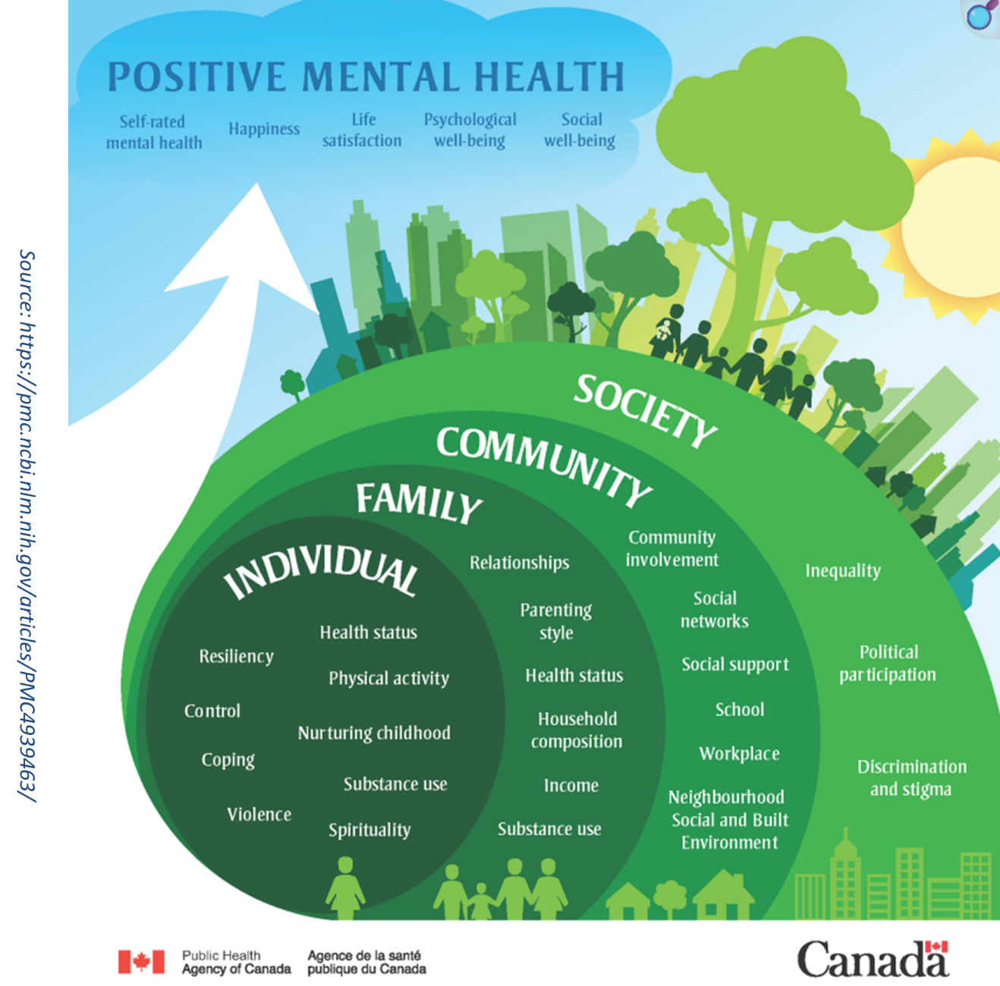 POSITIVE MENTAL HEALTH
Self-rated
mental health
Happiness
Life
satisfaction
Psychological
well-being
Social
well-being
SOCIETY
COMMUNITY
FAMILY
INDIVIDUAL
Health status
Resiliency
Physical activity
Control
Nurturing childhood
Coping
Substance use
Violence
Spirituality
Relationships
Parenting
style
Health status
Household
composition
Income
Substance use
Community
involvement
Social
networks
Social support
School
Workplace
Neighbourhood
Social and Built
Environment
Inequality
Political
participation
Discrimination
and stigma
Source: https://pmc.ncbi.nlm.nih.gov/articles/PMC4939463/
Public Health
Agency of Canada
Agence de la santé
publique du Canada
Canada